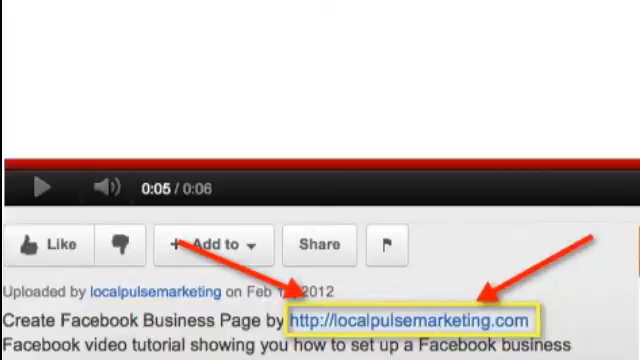 0:05 / 0:06
Like
+ Add to
Share
Uploaded by localpulsemarketing on Feb 1 2012
Create Facebook Business Page by http://localpulsemarketing.com
Facebook video tutorial showing you how to set up a Facebook business